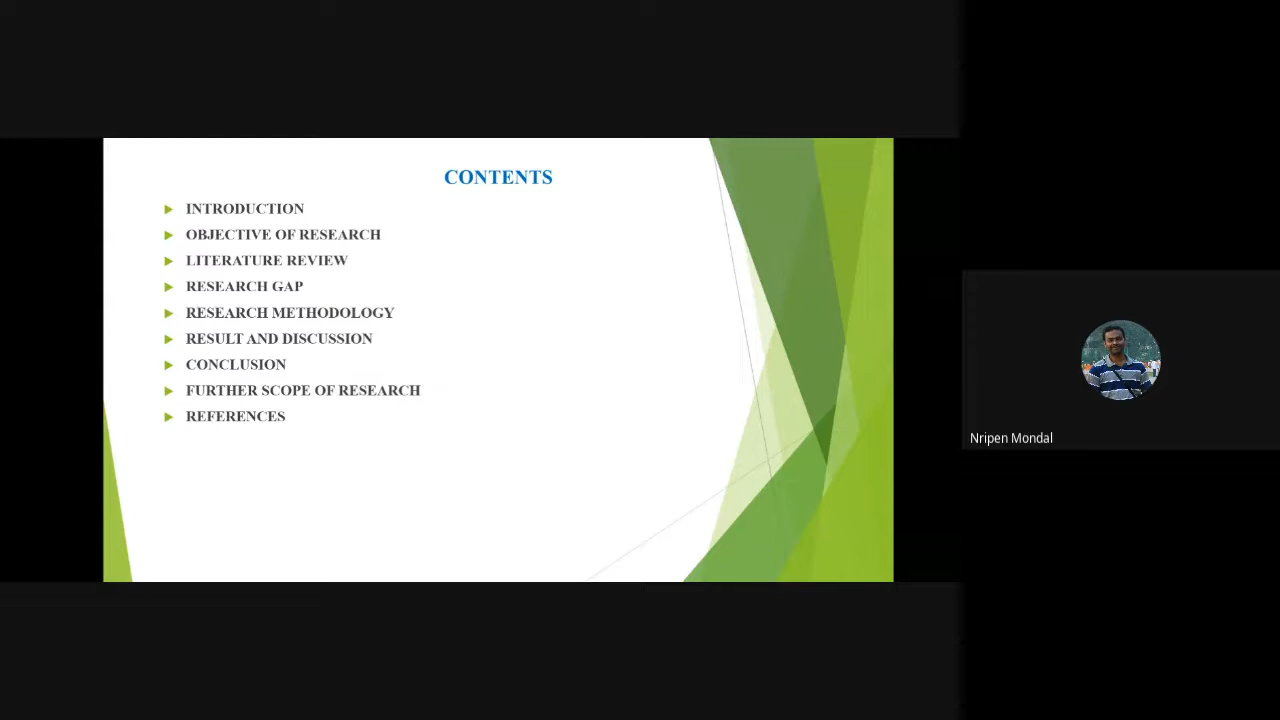 CONTENTS
INTRODUCTION
OBJECTIVE OF RESEARCH
LITERATURE REVIEW
RESEARCH GAP
RESEARCH METHODOLOGY
RESULT AND DISCUSSION
CONCLUSION
FURTHER SCOPE OF RESEARCH
REFERENCES
Nripen Mondal